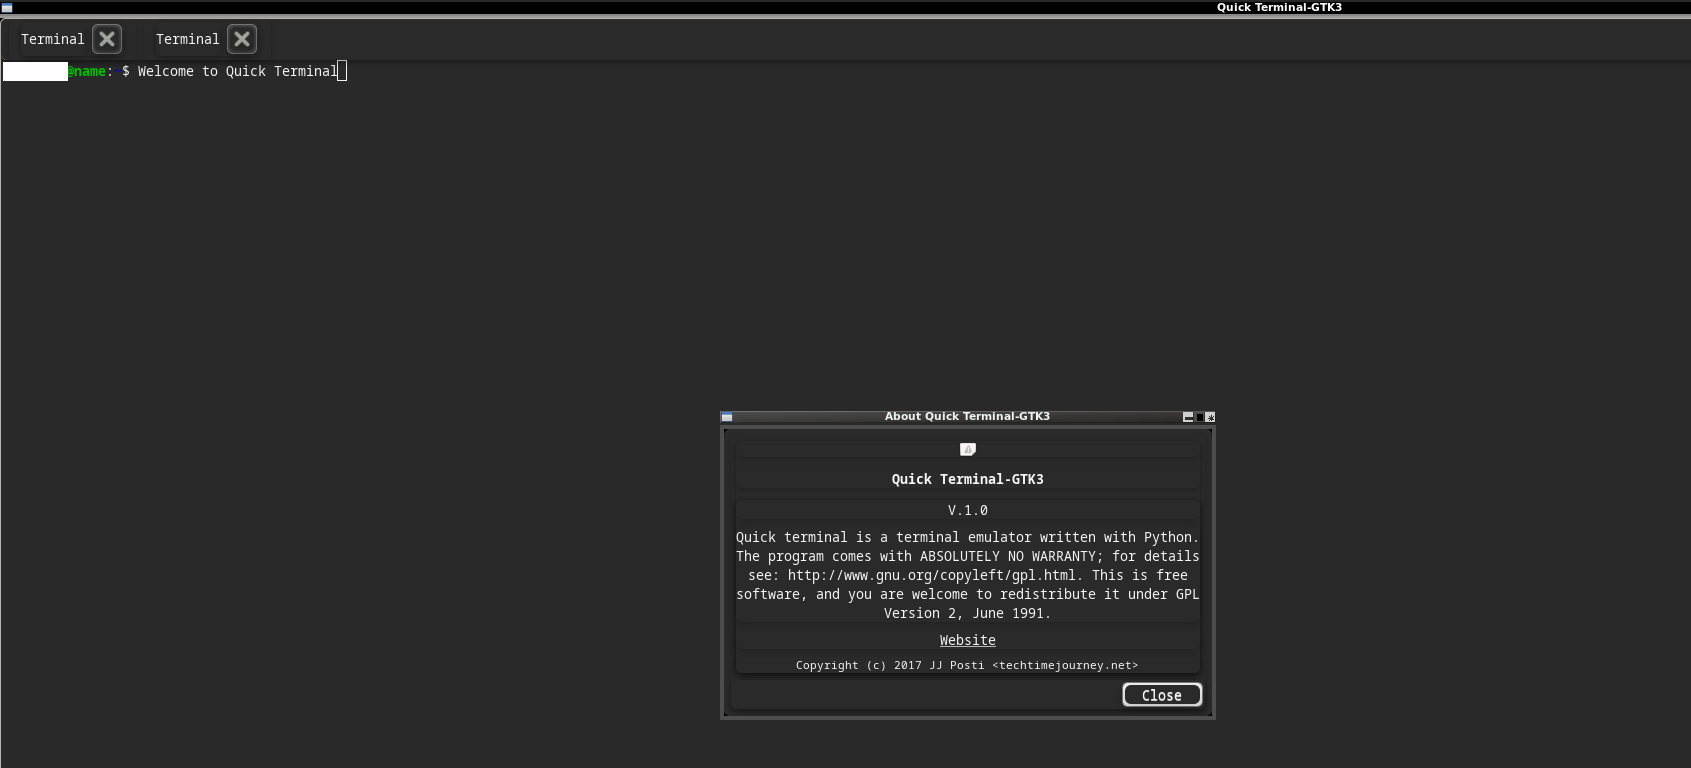 Quick Terminal-GTK3
Terminal Terminal
@name:~$ Welcome to Quick Terminal
About Quick Terminal-GTK3
Quick Terminal-GTK3
V.1.0
Quick terminal is a terminal emulator written with Python.
The program comes with ABSOLUTELY NO WARRANTY; for details
see: http://www.gnu.org/copyleft/gpl.html. This is free
software, and you are welcome to redistribute it under GPL
Version 2, June 1991.
Website
Copyright (c) 2017 JJ Posti <techtimejourney.net>
Close